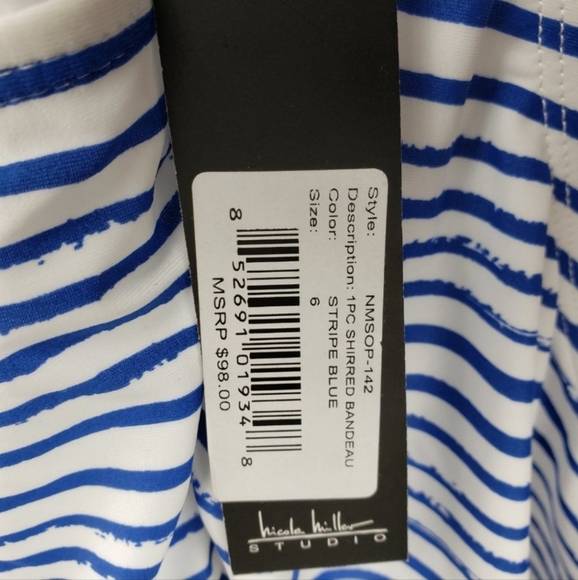 Style: NMSOP-142
Description: 1PC SHIRRED BANDEAU
Color: STRIPE BLUE
Size: 6
8 52691 01934 8
MSRP $98.00
nicole miller
STUDIO